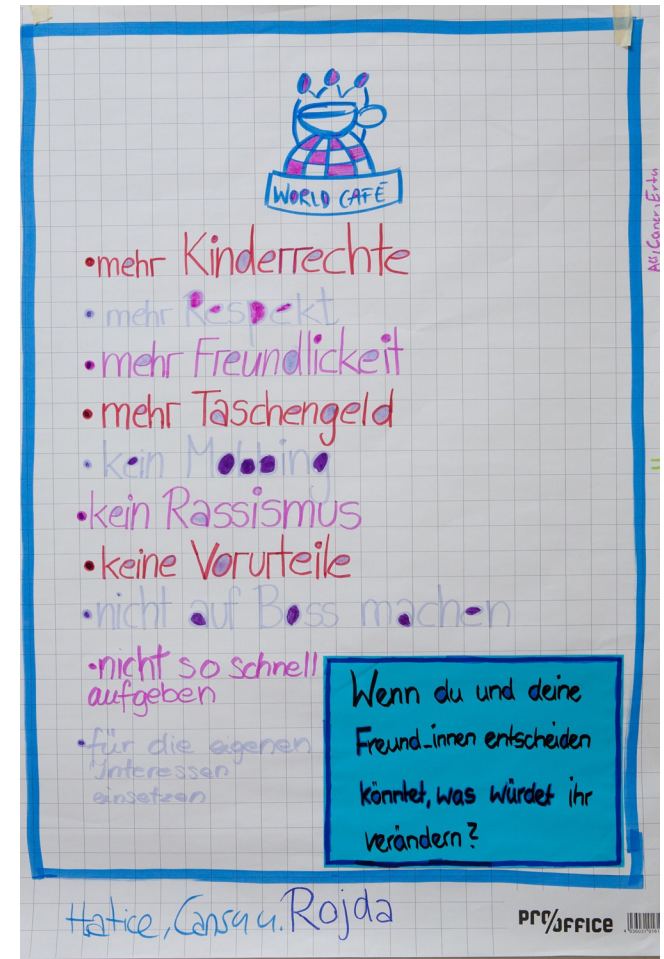 WORLD CAFÉ
•mehr Kinderrechte
•mehr Respekt
•mehr Freundlickeit
•mehr Taschengeld
•kein Mobbing
•kein Rassismus
•keine Vorurteile
•nicht auf Boss machen
•nicht so schnell
aufgeben
•für die eigenen
Interessen
einsetzen
Wenn du und deine
Freund_innen entscheiden
könntet, was würdet ihr
verändern?
Hatice, Cansu u. Rojda
PRO/OFFICE